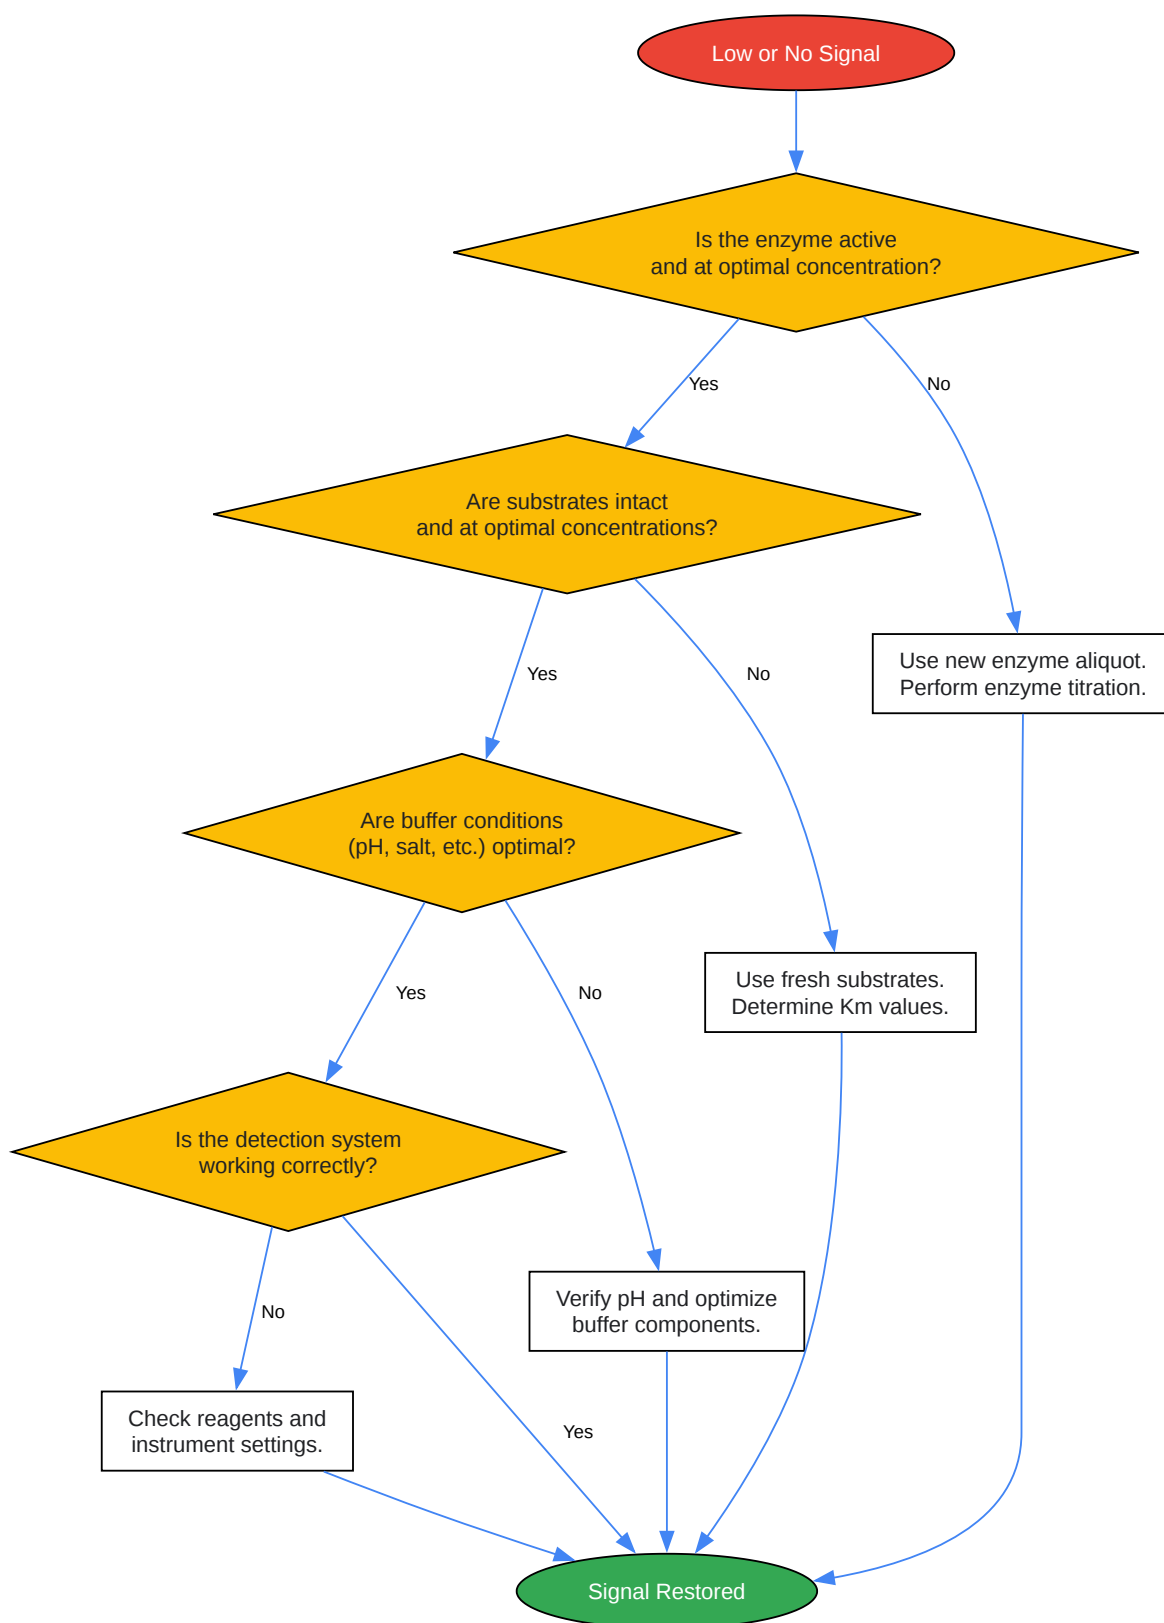 Low or No Signal
Is the enzyme active
and at optimal concentration?
Yes
No
Are substrates intact
and at optimal concentrations?
Use new enzyme aliquot.
Perform enzyme titration.
Yes
No
Are buffer conditions
(pH, salt, etc.) optimal?
Use fresh substrates.
Determine Km values.
Yes
No
Is the detection system
working correctly?
Verify pH and optimize
buffer components.
No
Check reagents and
instrument settings.
Yes
Signal Restored